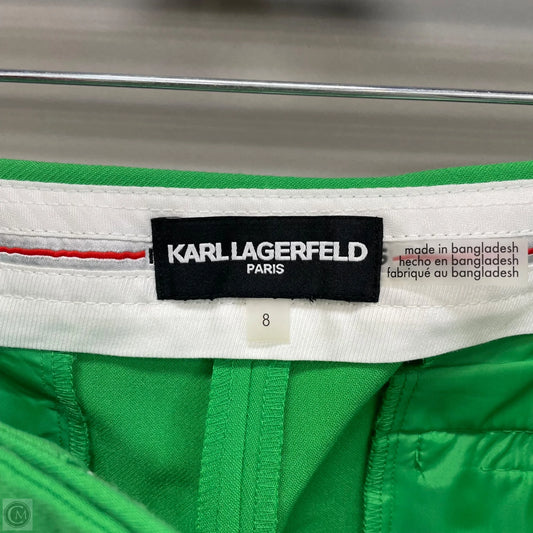 KARL LAGERFELD
PARIS
made in bangladesh
hecho en bangladesh
fabriqué au bangladesh
8
M